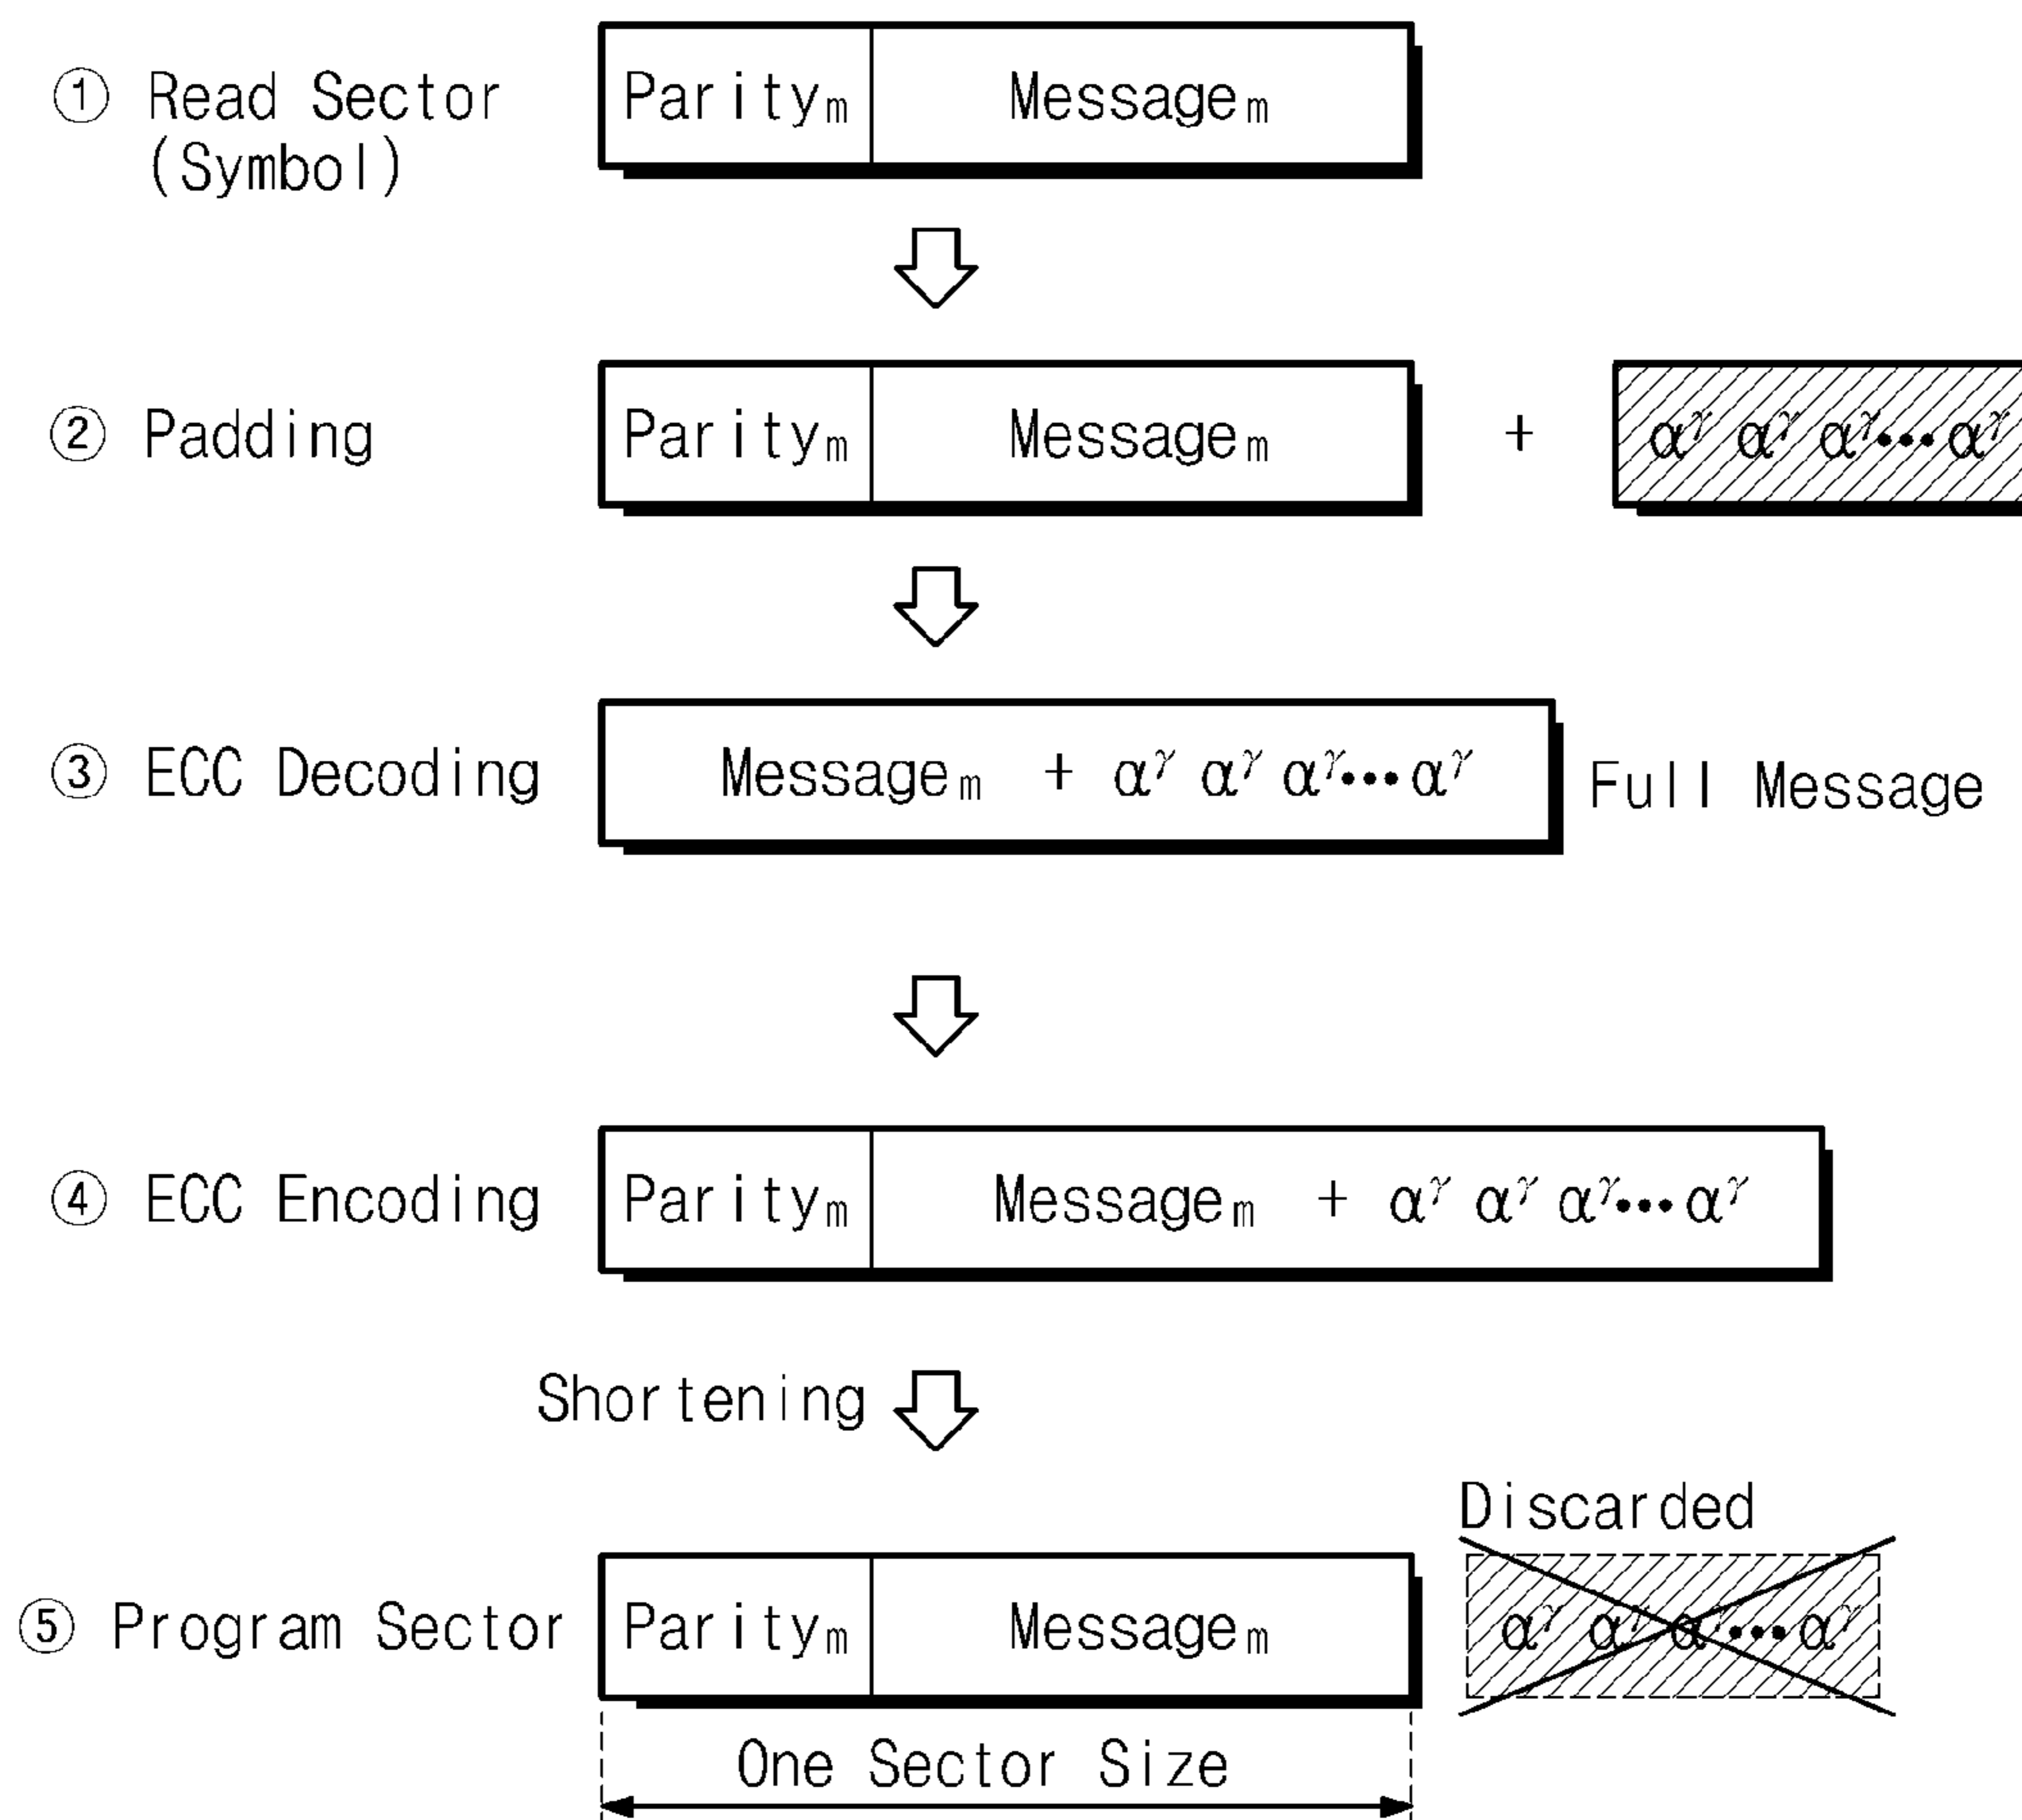 ① Read Sector
(Symbol)
Parityₘ Messageₘ
② Padding Parityₘ Messageₘ + αᵞ αᵞ αᵞ••• αᵞ
③ ECC Decoding Messageₘ + αᵞ αᵞ αᵞ••• αᵞ Full Message
④ ECC Encoding Parityₘ Messageₘ + αᵞ αᵞ αᵞ••• αᵞ
Shortening
Discarded
⑤ Program Sector Parityₘ Messageₘ αᵞ αᵞ αᵞ••• αᵞ
One Sector Size